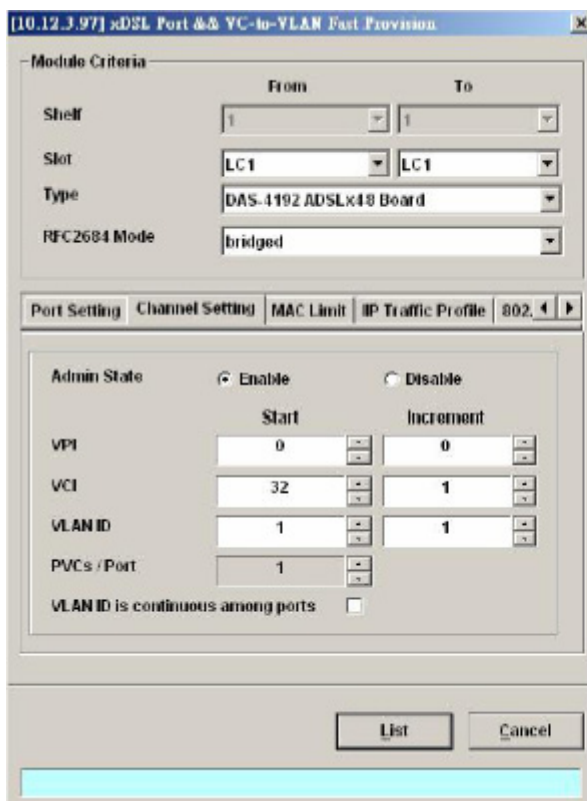 [10.12.3.97] xDSL Port && VC-to-VLAN Fast Provision
Module Criteria
From To
Shelf 1 1
Slot LC1 LC1
Type DAS-4192 ADSLx48 Board
RFC2684 Mode bridged
Port Setting Channel Setting MAC Limit IP Traffic Profile 802.
Admin State Enable Disable
Start Increment
VPI 0 0
VCI 32 1
VLAN ID 1 1
PVCs / Port 1
VLAN ID is continuous among ports
List Cancel